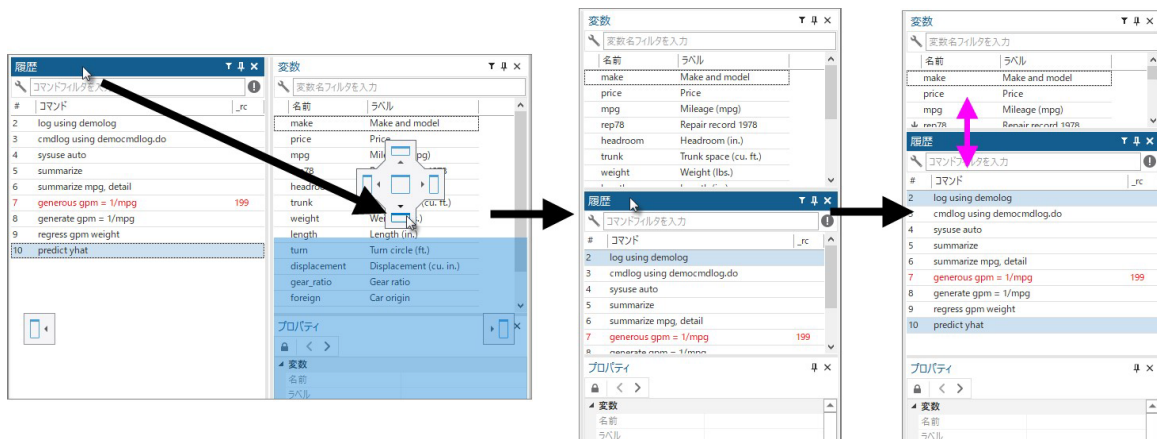 履歴
コマンドフィルタを入力
# コマンド _rc
2 log using demolog
3 cmdlog using democmdlog.do
4 sysuse auto
5 summarize
6 summarize mpg, detail
7 generous gpm = 1/mpg 199
8 generate gpm = 1/mpg
9 regress gpm weight
10 predict yhat
変数
変数名フィルタを入力
名前 ラベル
make Make and model
price Price
mpg
headroom
trunk (cu. ft.)
weight
length Length (in.)
turn Turn circle (ft.)
displacement Displacement (cu. in.)
gear_ratio Gear ratio
foreign Car origin
プロパティ
変数
名前
ラベル
変数
変数名フィルタを入力
名前 ラベル
make Make and model
price Price
mpg Mileage (mpg)
rep78 Repair record 1978
headroom Headroom (in.)
trunk Trunk space (cu. ft.)
weight Weight (lbs.)
履歴
コマンドフィルタを入力
# コマンド _rc
2 log using demolog
3 cmdlog using democmdlog.do
4 sysuse auto
5 summarize
6 summarize mpg, detail
7 generous gpm = 1/mpg 199
8 generate gpm = 1/mpg
プロパティ
変数
名前
ラベル
変数
変数名フィルタを入力
名前 ラベル
make Make and model
price Price
mpg Mileage (mpg)
rep78 Repair record 1978
履歴
コマンドフィルタを入力
# コマンド _rc
2 log using demolog
cmdlog using democmdlog.do
4 sysuse auto
5 summarize
6 summarize mpg, detail
7 generous gpm = 1/mpg 199
8 generate gpm = 1/mpg
9 regress gpm weight
10 predict yhat
プロパティ
変数
名前
ラベル